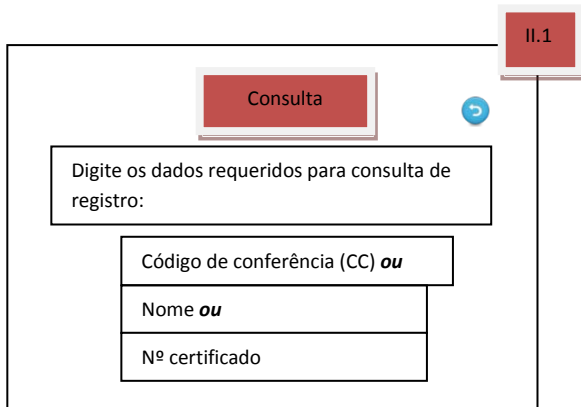 II.1
Consulta
Digite os dados requeridos para consulta de
registro:
Código de conferência (CC) ou
Nome ou
Nº certificado